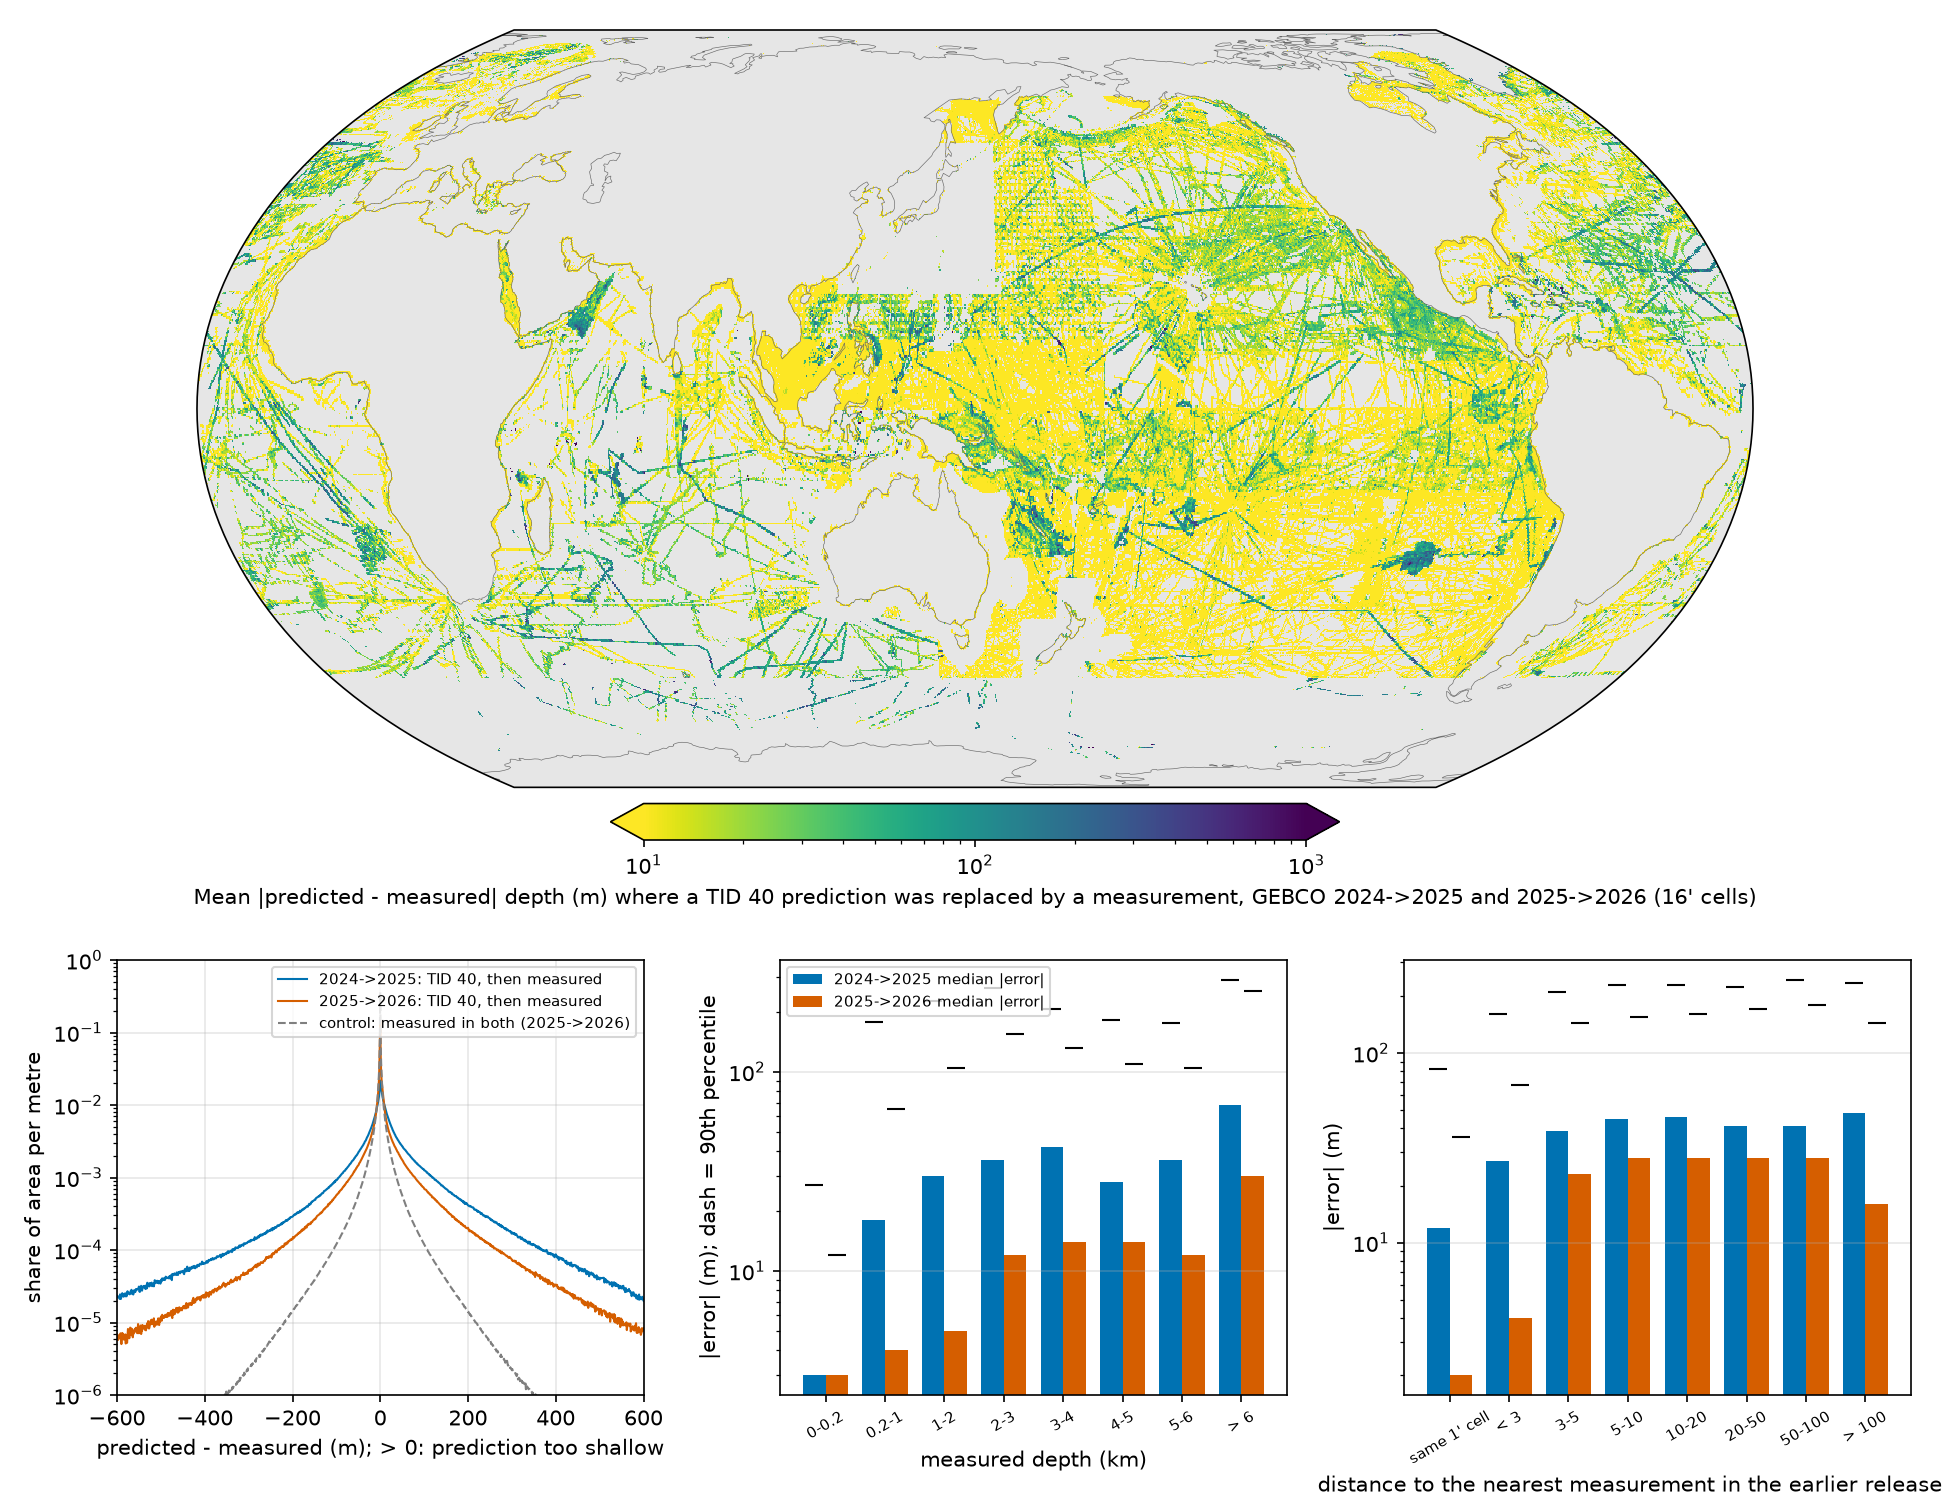 10¹ 10² 10³
Mean |predicted - measured| depth (m) where a TID 40 prediction was replaced by a measurement, GEBCO 2024->2025 and 2025->2026 (16' cells)
share of area per metre
10⁰
10⁻¹
10⁻²
10⁻³
10⁻⁴
10⁻⁵
10⁻⁶
2024->2025: TID 40, then measured
2025->2026: TID 40, then measured
control: measured in both (2025->2026)
−600 −400 −200 0 200 400 600
predicted - measured (m); > 0: prediction too shallow
|error| (m); dash = 90th percentile
10²
10¹
2024->2025 median |error|
2025->2026 median |error|
0-0.2 0.2-1 1-2 2-3 3-4 4-5 5-6 > 6
measured depth (km)
|error| (m)
10²
10¹
same 1' cell < 3 3-5 5-10 10-20 20-50 50-100 > 100
distance to the nearest measurement in the earlier release